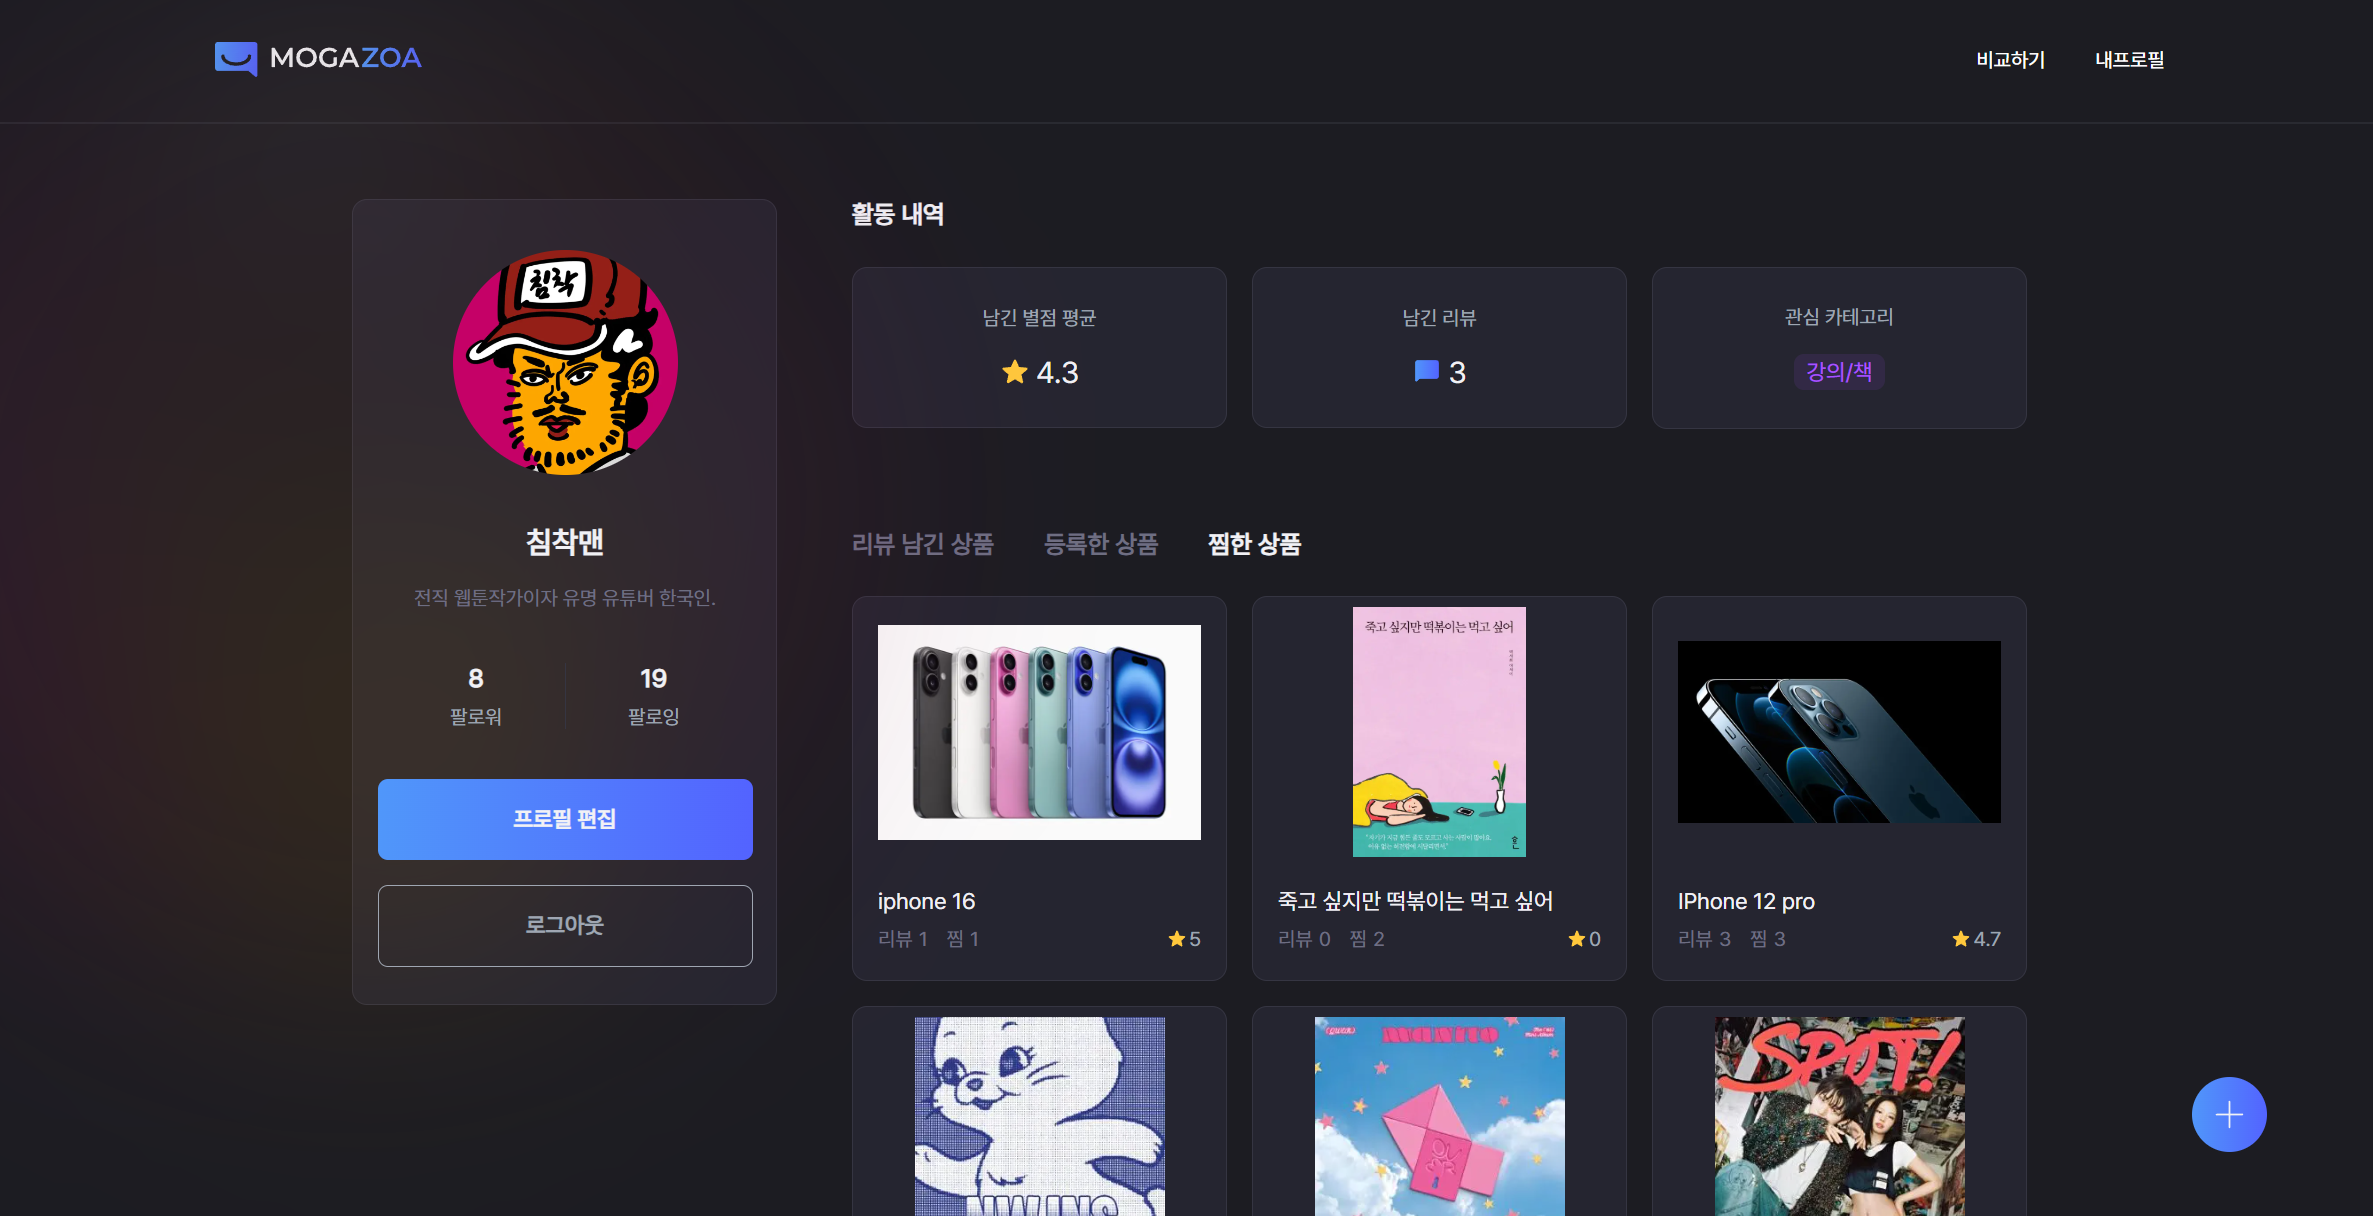 MOGAZOA
비교하기
내프로필
침착
침착맨
전직 웹툰작가이자 유명 유튜버 한국인.
8
팔로워
19
팔로잉
프로필 편집
로그아웃
활동 내역
남긴 별점 평균
4.3
남긴 리뷰
3
관심 카테고리
강의/책
리뷰 남긴 상품
등록한 상품
찜한 상품
iphone 16
리뷰 1 찜 1
5
죽고 싶지만 떡볶이는 먹고 싶어
죽고 싶지만 떡볶이는 먹고 싶어
리뷰 0 찜 2
0
IPhone 12 pro
리뷰 3 찜 3
4.7
MANITO
SPOT!